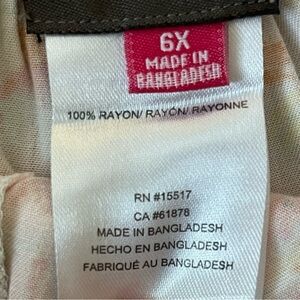 6X
MADE IN
BANGLADESH
100% RAYON/ RAYON/ RAYONNE
RN #15517
CA #61878
MADE IN BANGLADESH
HECHO EN BANGLADESH
FABRIQUÉ AU BANGLADESH